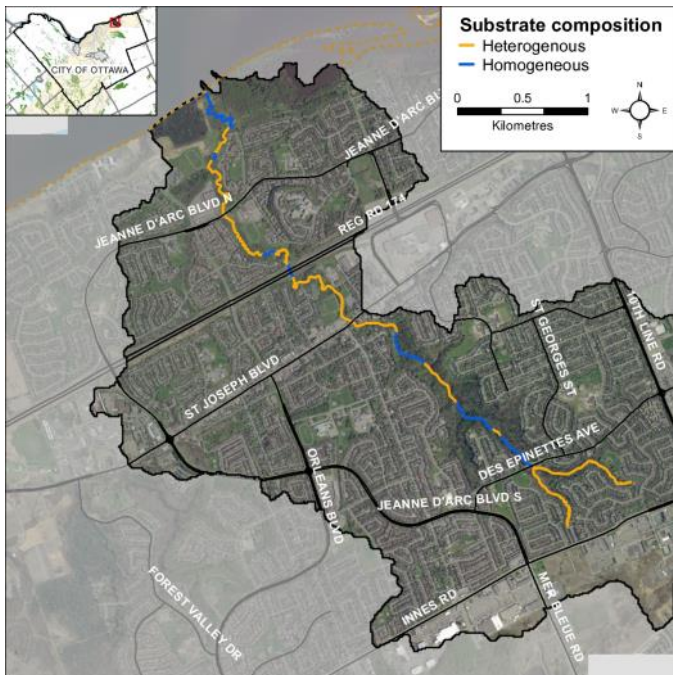 CITY OF OTTAWA
Substrate composition
Heterogenous
Homogeneous
0 0.5 1
Kilometres
N
W E
S
JEANNE D'ARC BLVD N
JEANNE D'ARC BLV
REG RD 174
ST JOSEPH BLVD
ST GEORGES ST
10TH LINE RD
DES EPINETTES AVE
ORLEANS BLVD
JEANNE D'ARC BLVD S
FOREST VALLEY DR
INNES RD
MER BLEUE RD